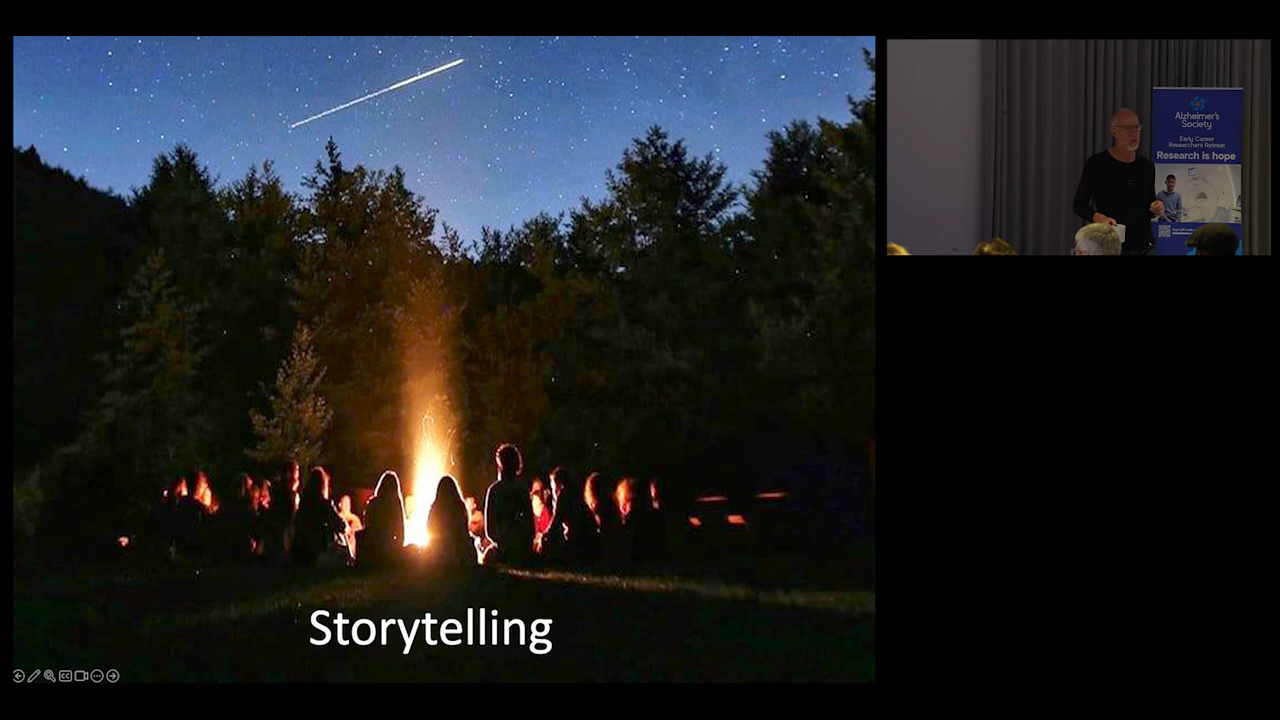 Storytelling
Alzheimer's
Society
Early Career
Researchers Retreat
Research is hope